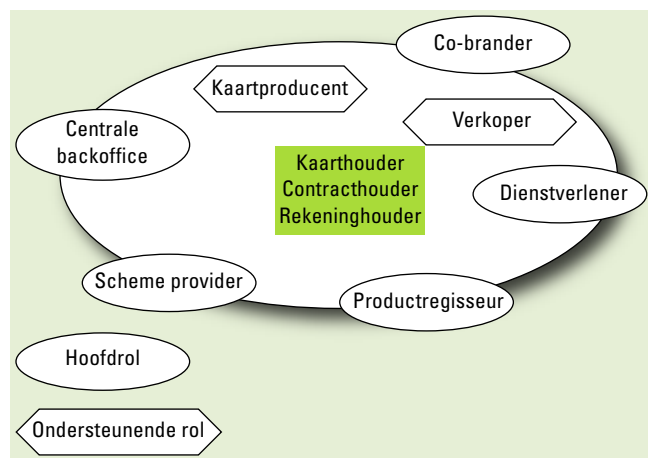 Co-brander
Kaartproducent
Verkoper
Centrale
backoffice
Kaarthouder
Contracthouder
Rekeninghouder
Dienstverlener
Scheme provider
Productregisseur
Hoofdrol
Ondersteunende rol